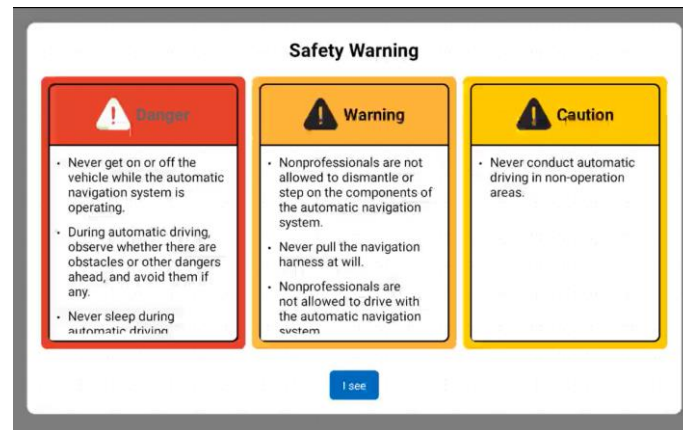 Safety Warning
Danger
• Never get on or off the
vehicle while the automatic
navigation system is
operating.
• During automatic driving,
observe whether there are
obstacles or other dangers
ahead, and avoid them if
any.
• Never sleep during
automatic driving
Warning
• Nonprofessionals are not
allowed to dismantle or
step on the components of
the automatic navigation
system.
• Never pull the navigation
harness at will.
• Nonprofessionals are
not allowed to drive with
the automatic navigation
system
Caution
• Never conduct automatic
driving in non-operation
areas.
I see